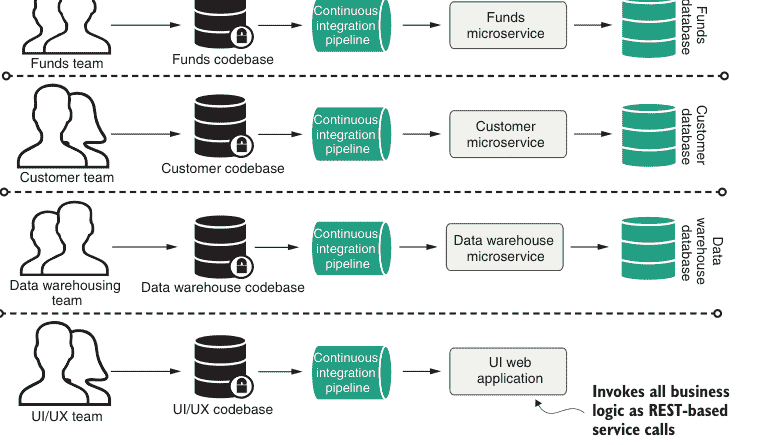 Continuous
integration
pipeline
Funds
microservice
Funds
database
Funds team
Funds codebase
Continuous
integration
pipeline
Customer
microservice
Customer
database
Customer team
Customer codebase
Continuous
integration
pipeline
Data warehouse
microservice
Data
warehouse
database
Data warehousing
team
Data warehouse codebase
Continuous
integration
pipeline
UI web
application
UI/UX team
UI/UX codebase
Invokes all business
logic as REST-based
service calls